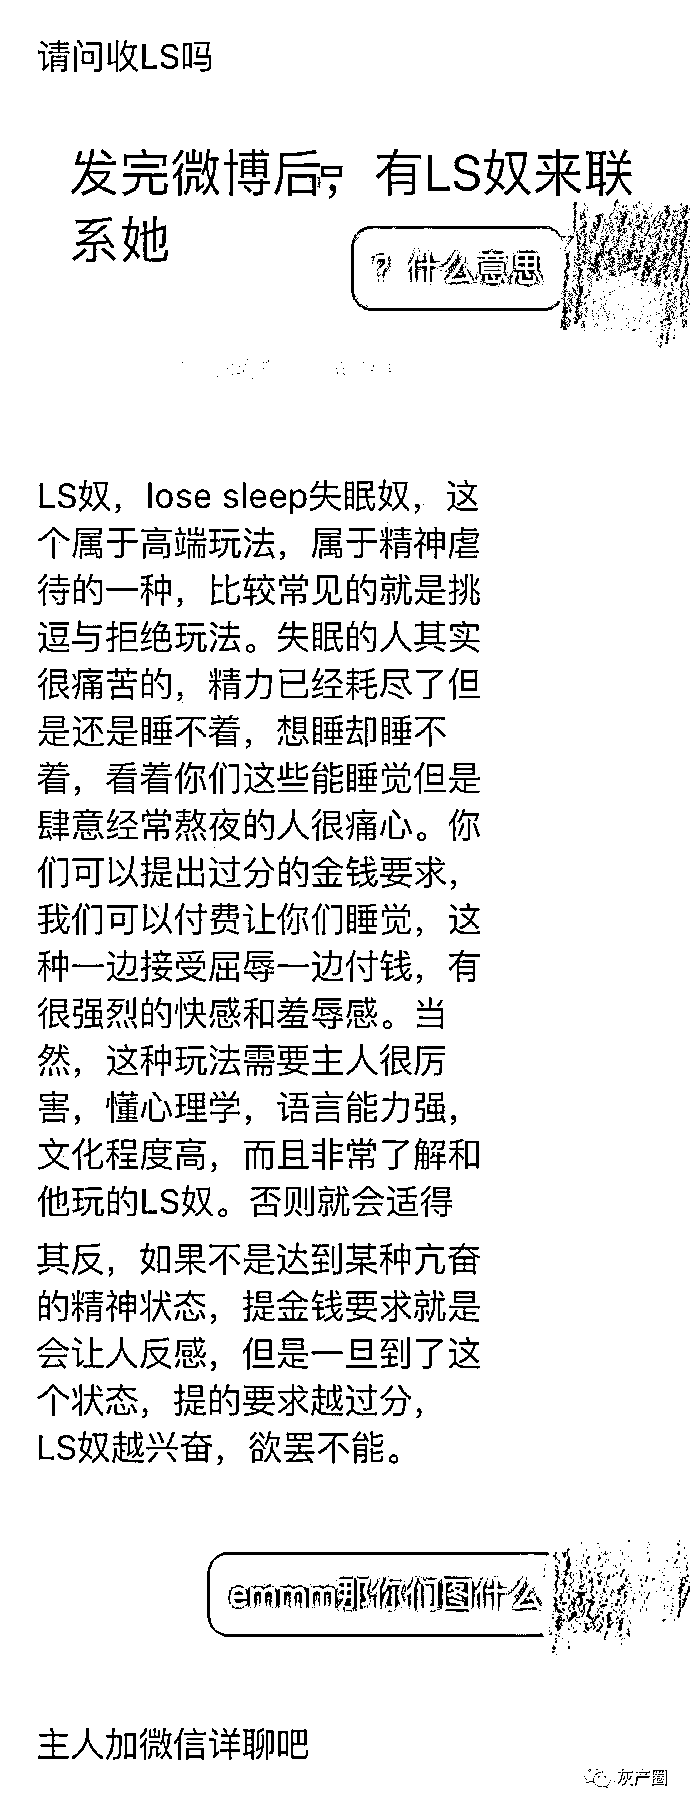 请问收LS吗
发完微博后，有LS奴来联
系她
？什么意思
LS奴，lose sleep失眠奴，这
个属于高端玩法，属于精神虐
待的一种，比较常见的就是挑
逗与拒绝玩法。失眠的人其实
很痛苦的，精力已经耗尽了但
是还是睡不着，想睡却睡不
着，看着你们这些能睡觉但是
肆意经常熬夜的人很痛心。你
们可以提出过分的金钱要求，
我们可以付费让你们睡觉，这
种一边接受屈辱一边付钱，有
很强烈的快感和羞辱感。当
然，这种玩法需要主人很厉
害，懂心理学，语言能力强，
文化程度高，而且非常了解和
他玩的LS奴。否则就会适得
其反，如果不是达到某种亢奋
的精神状态，提金钱要求就是
会让人反感，但是一旦到了这
个状态，提的要求越过分，
LS奴越兴奋，欲罢不能。
emmm那你们图什么
主人加微信详聊吧
灰产圈